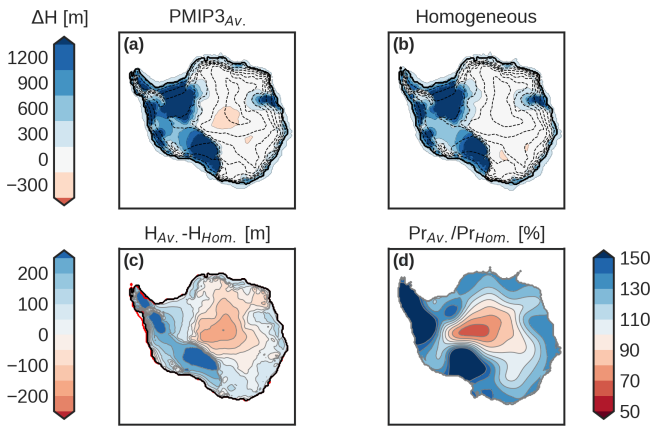 ΔH [m]
PMIP3Av.
Homogeneous
(a)
(b)
1200
900
600
300
0
−300
HAv.-HHom. [m]
PrAv./PrHom. [%]
(c)
(d)
200
100
0
−100
−200
150
130
110
90
70
50